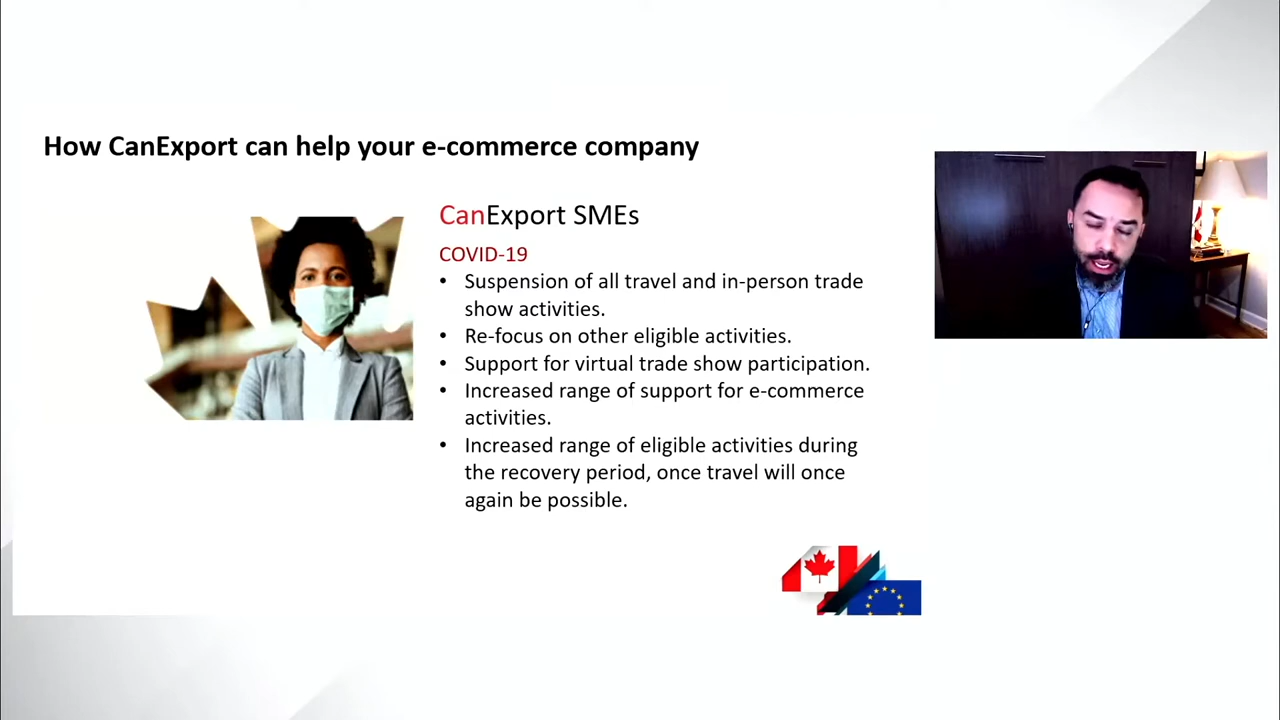 How CanExport can help your e-commerce company
CanExport SMEs
COVID-19
• Suspension of all travel and in-person trade
show activities.
• Re-focus on other eligible activities.
• Support for virtual trade show participation.
• Increased range of support for e-commerce
activities.
• Increased range of eligible activities during
the recovery period, once travel will once
again be possible.